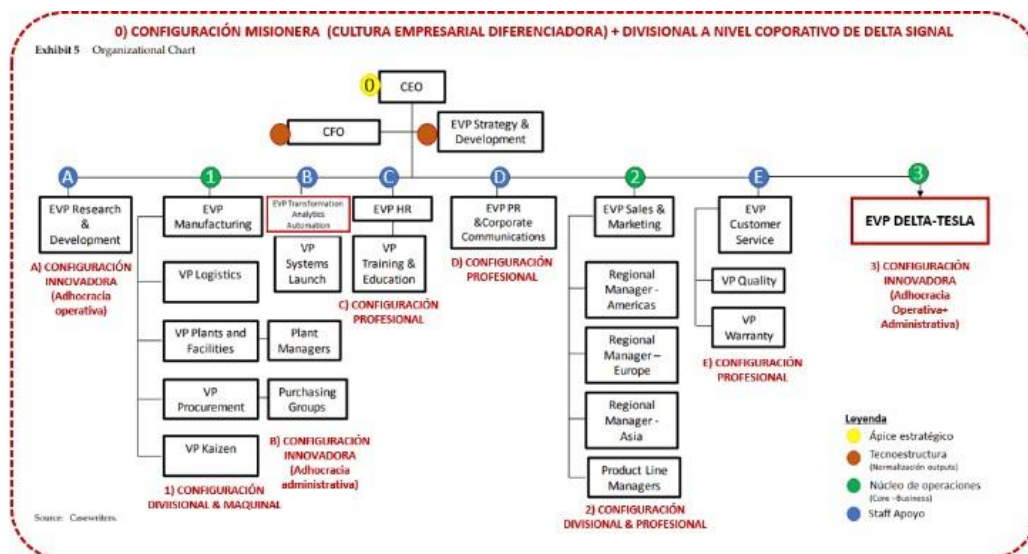 0) CONFIGURACIÓN MISIONERA (CULTURA EMPRESARIAL DIFERENCIADORA) + DIVISIONAL A NIVEL COPORATIVO DE DELTA SIGNAL
Exhibit 5 Organizational Chart
0
CEO
CFO
EVP Strategy &
Development
A
1
B
C
D
2
E
3
EVP Research
&
Development
A) CONFIGURACIÓN
INNOVADORA
(Adhocracia
operativa)
EVP
Manufacturing
VP Logistics
VP Plants and
Facilities
Plant
Managers
VP
Procurement
Purchasing
Groups
VP Kaizen
1) CONFIGURACIÓN
DIVISIONAL & MAQUINAL
EVP Transformation
Analytics
Automation
VP
Systems
Launch
B) CONFIGURACIÓN
INNOVADORA
(Adhocracia
administrativa)
EVP HR
VP
Training &
Education
C) CONFIGURACIÓN
PROFESIONAL
EVP PR
&Corporate
Communications
D) CONFIGURACIÓN
PROFESIONAL
EVP Sales &
Marketing
Regional
Manager -
Americas
Regional
Manager –
Europe
Regional
Manager -
Asia
Product Line
Managers
2) CONFIGURACIÓN
DIVISIONAL & PROFESIONAL
EVP
Customer
Service
VP Quality
VP
Warranty
E) CONFIGURACIÓN
PROFESIONAL
EVP DELTA-TESLA
3) CONFIGURACIÓN
INNOVADORA
(Adhocracia
Operativa+
Administrativa)
Leyenda
Ápice estratégico
Tecnoestructura
(Normalización outputs)
Núcleo de operaciones
(Core –Business)
Staff Apoyo
Source: Casewriters.